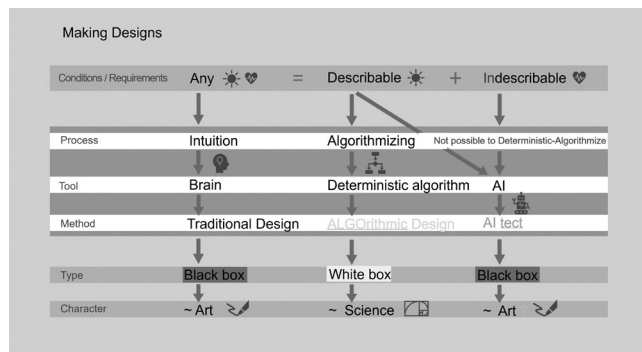 Making Designs
Conditions / Requirements Any = Describable + Indescribable
Process Intuition Algorithmizing Not possible to Deterministic-Algorithmize
Tool Brain Deterministic algorithm AI
Method Traditional Design ALGOrithmic Design AI tect
Type Black box White box Black box
Character ~ Art ~ Science ~ Art